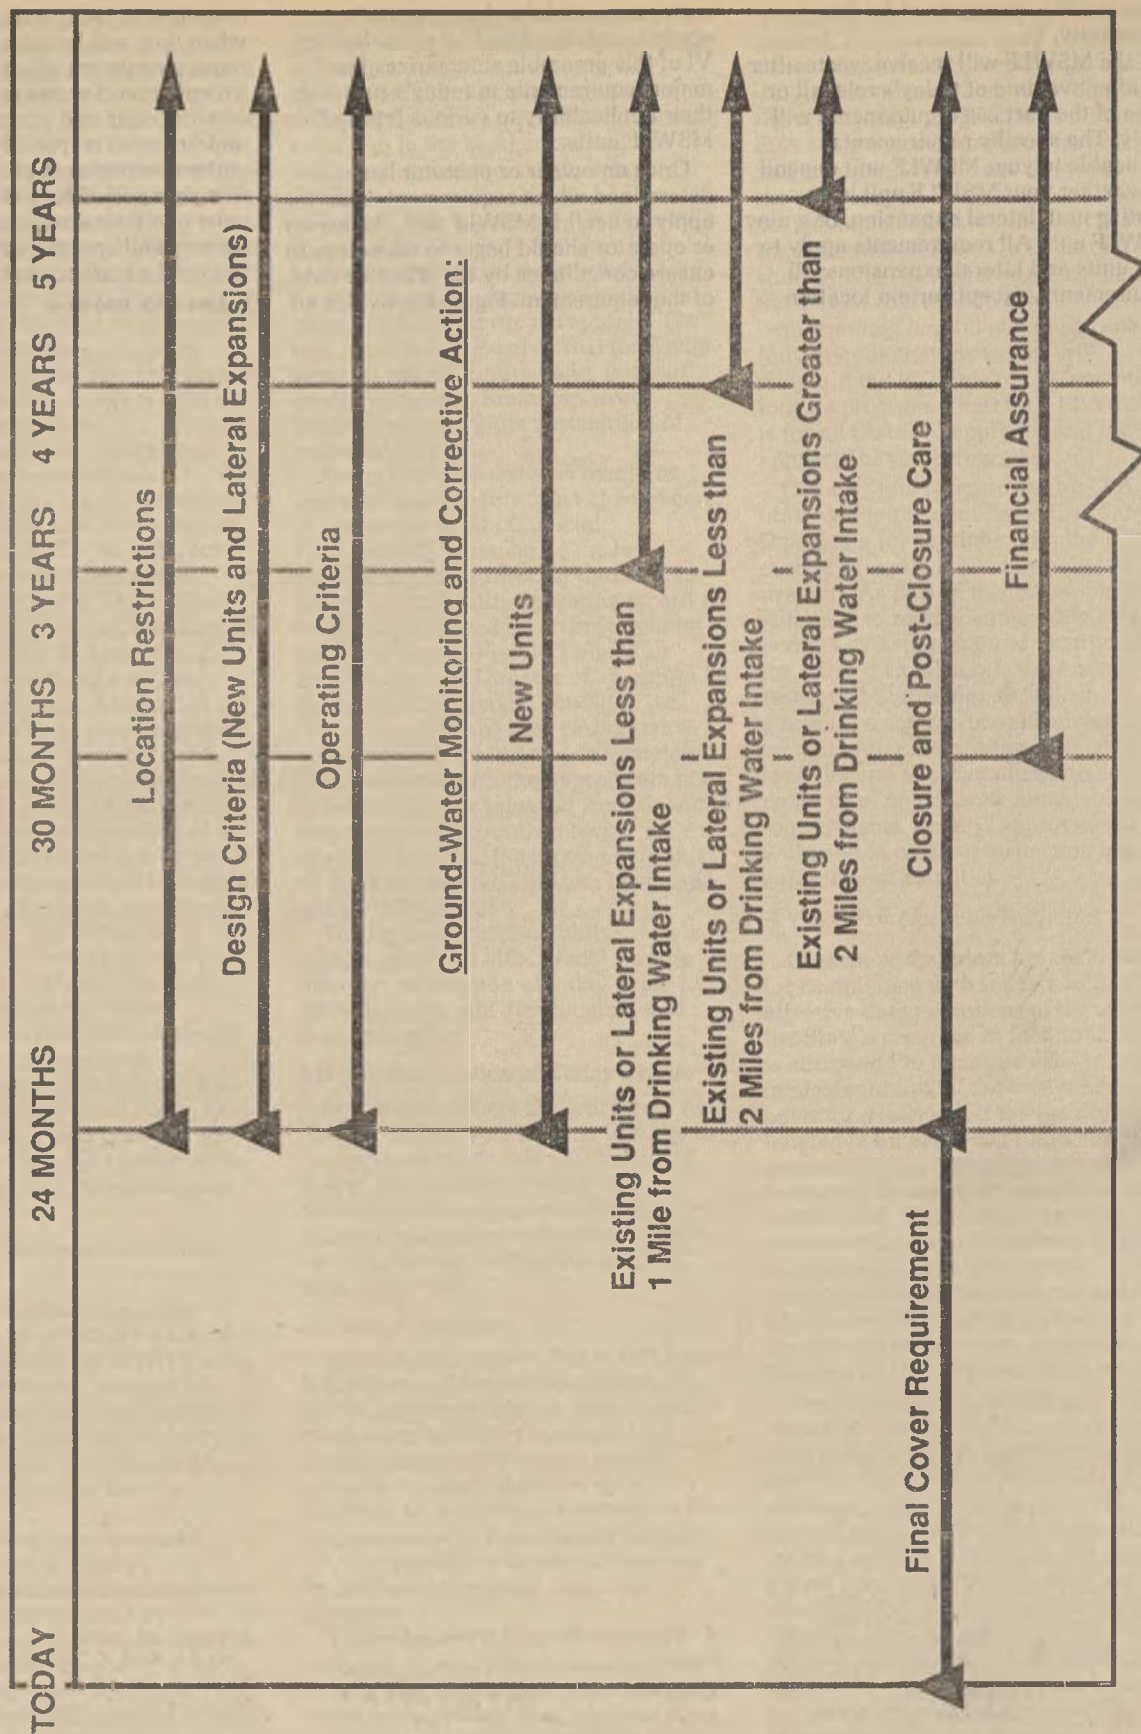 TODAY 24 MONTHS 30 MONTHS 3 YEARS 4 YEARS 5 YEARS
Location Restrictions
Design Criteria (New Units and Lateral Expansions)
Operating Criteria
Ground-Water Monitoring and Corrective Action:
New Units
Existing Units or Lateral Expansions Less than
1 Mile from Drinking Water Intake
Existing Units or Lateral Expansions Less than
2 Miles from Drinking Water Intake
Existing Units or Lateral Expansions Greater than
2 Miles from Drinking Water Intake
Final Cover Requirement
Closure and Post-Closure Care
Financial Assurance